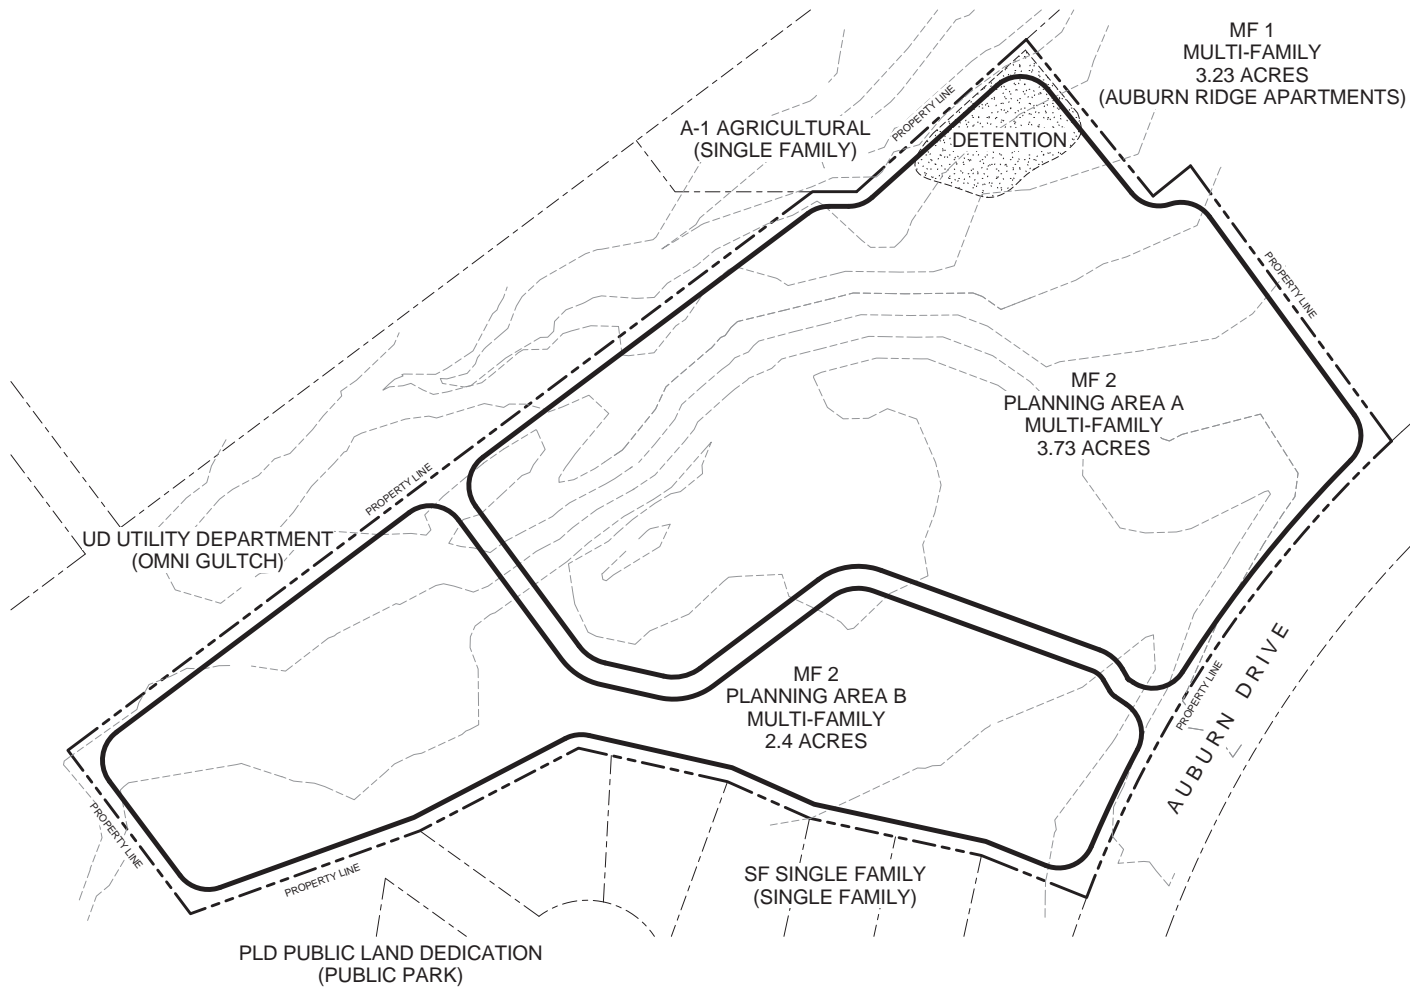 MF 1
MULTI-FAMILY
3.23 ACRES
(AUBURN RIDGE APARTMENTS)
PROPERTY LINE
A-1 AGRICULTURAL
(SINGLE FAMILY)
DETENTION
PROPERTY LINE
MF 2
PLANNING AREA A
MULTI-FAMILY
3.73 ACRES
PROPERTY LINE
UD UTILITY DEPARTMENT
(OMNI GULTCH)
MF 2
PLANNING AREA B
MULTI-FAMILY
2.4 ACRES
PROPERTY LINE
AUBURN DRIVE
PROPERTY LINE
PROPERTY LINE
SF SINGLE FAMILY
(SINGLE FAMILY)
PLD PUBLIC LAND DEDICATION
(PUBLIC PARK)